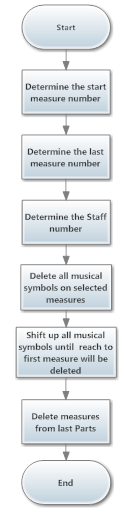 Start
Determine the start
measure number
Determine the last
measure number
Determine the Staff
number
Delete all musical
symbols on selected
measures
Shift up all musical
symbols until reach to
first measure will be
deleted
Delete measures
from last Parts
End